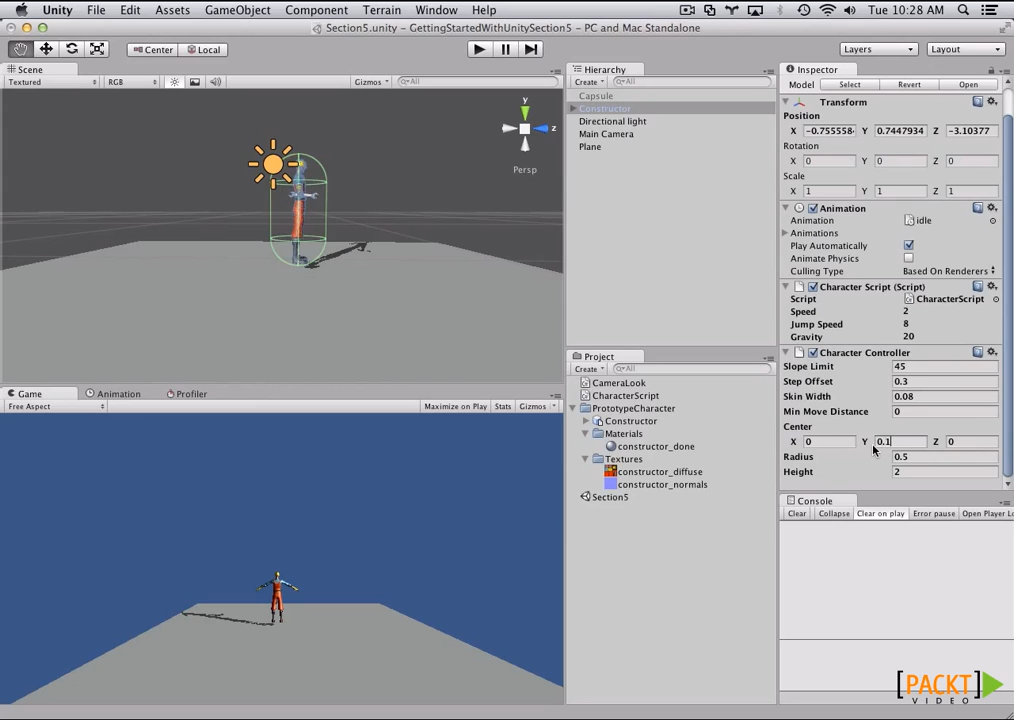 Unity File Edit Assets GameObject Component Terrain Window Help Tue 10:28 AM
Section5.unity - GettingStartedWithUnitySection5 - PC and Mac Standalone
Center Local Layers Layout
Scene
Textured RGB Gizmos All
y
z
Persp
Game Animation Profiler
Free Aspect Maximize on Play Stats Gizmos
Hierarchy
Create All
Capsule
Constructor
Directional light
Main Camera
Plane
Project
Create All
CameraLook
CharacterScript
PrototypeCharacter
Constructor
Materials
constructor_done
Textures
constructor_diffuse
constructor_normals
Section5
Inspector
Model Select Revert Open
Transform
Position
X -0.755558 Y 0.7447934 Z -3.10377
Rotation
X 0 Y 0 Z 0
Scale
X 1 Y 1 Z 1
Animation
Animation idle
Animations
Play Automatically
Animate Physics
Culling Type Based On Renderers
Character Script (Script)
Script CharacterScript
Speed 2
Jump Speed 8
Gravity 20
Character Controller
Slope Limit 45
Step Offset 0.3
Skin Width 0.08
Min Move Distance 0
Center
X 0 Y 0.1 Z 0
Radius 0.5
Height 2
Console
Clear Collapse Clear on play Error pause Open Player Lo
[PACKT]
VIDEO